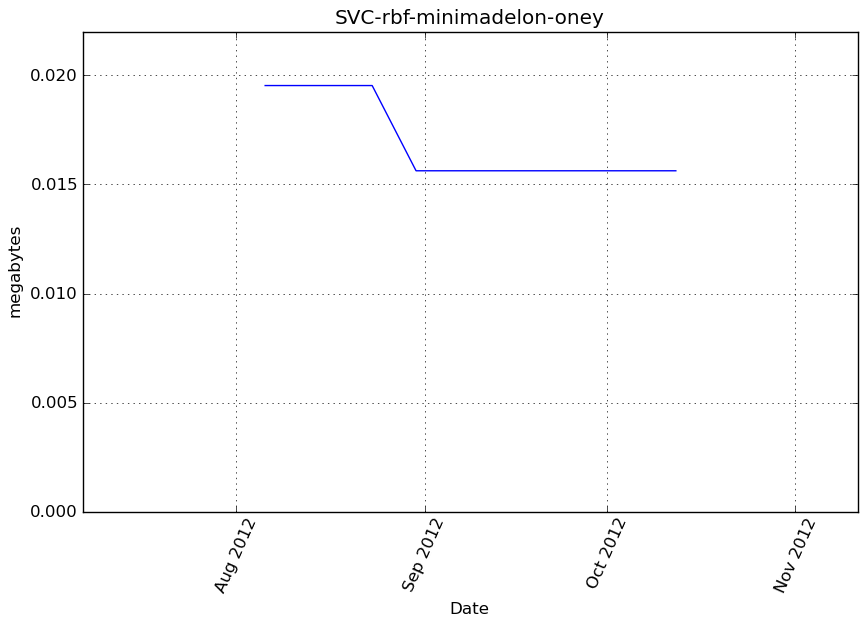 SVC-rbf-minimadelon-oney
0.020
0.015
0.010
0.005
0.000
megabytes
Aug 2012
Sep 2012
Oct 2012
Nov 2012
Date